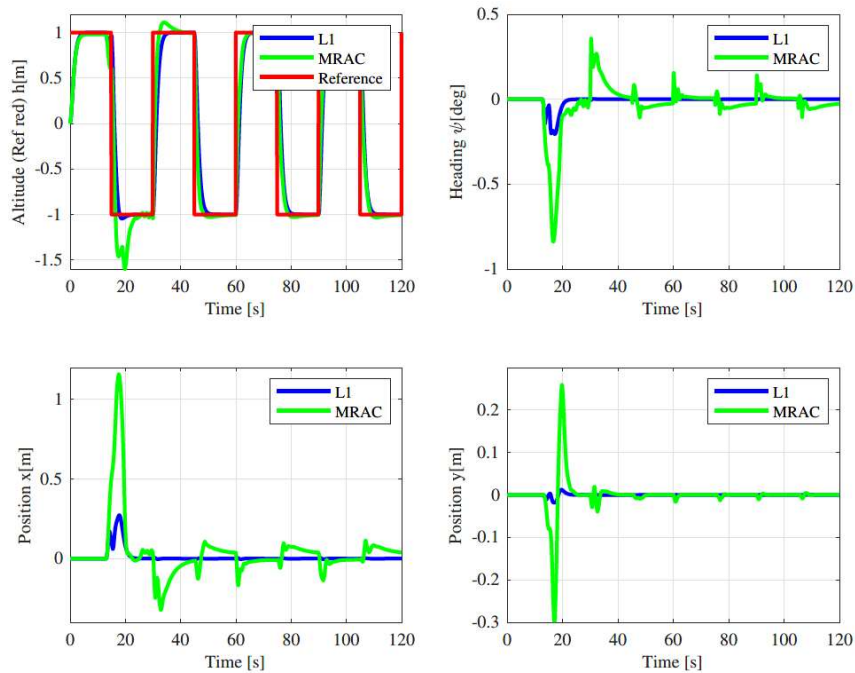 Altitude (Ref red) h[m]
1
0.5
0
-0.5
-1
-1.5
L1
MRAC
Reference
0 20 40 60 80 100 120
Time [s]
Heading ψ[deg]
0.5
0
-0.5
-1
L1
MRAC
0 20 40 60 80 100 120
Time [s]
Position x[m]
1
0.5
0
L1
MRAC
0 20 40 60 80 100 120
Time [s]
Position y[m]
0.2
0.1
0
-0.1
-0.2
-0.3
L1
MRAC
0 20 40 60 80 100 120
Time [s]